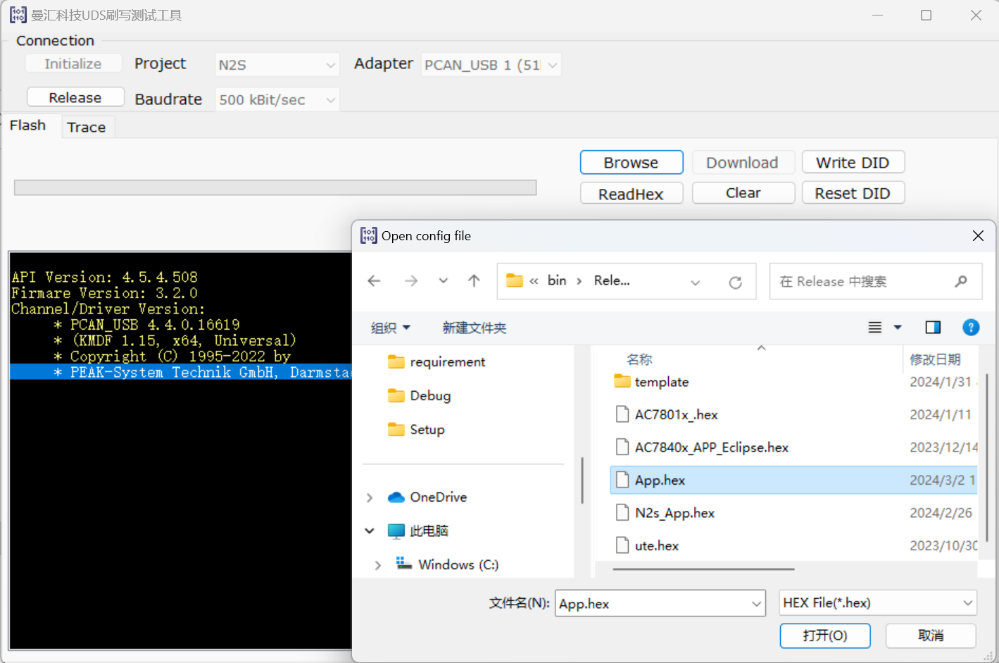 曼汇科技UDS刷写测试工具
Connection
Initialize Project N2S Adapter PCAN_USB 1 (51
Release Baudrate 500 kBit/sec
Flash Trace
Browse Download Write DID
ReadHex Clear Reset DID
API Version: 4.5.4.508
Firmare Version: 3.2.0
Channel/Driver Version:
* PCAN_USB 4.4.0.16619
* (KMDF 1.15, x64, Universal)
* Copyright (C) 1995-2022 by
* PEAK-System Technik GmbH, Darmsta
Open config file
« bin › Rele... 在 Release 中搜索
组织 新建文件夹
requirement
Debug
Setup
OneDrive
此电脑
Windows (C:)
名称 修改日期
template 2024/1/31
AC7801x_.hex 2024/1/11
AC7840x_APP_Eclipse.hex 2023/12/14
App.hex 2024/3/2 1
N2s_App.hex 2024/2/26
ute.hex 2023/10/30
文件名(N): App.hex HEX File(*.hex)
打开(O) 取消